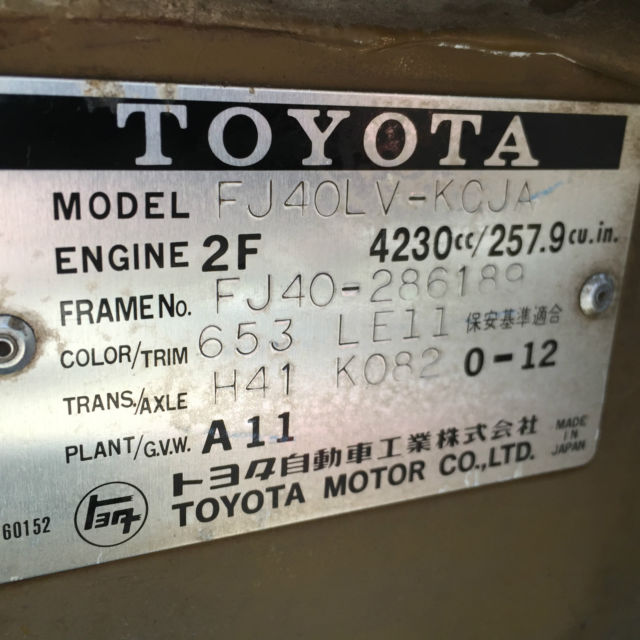 TOYOTA
MODEL FJ40LV-KCJA
ENGINE 2F 4230cc/257.9 cu.in.
FRAME No. FJ40-286189
COLOR/TRIM 653 LE11 保安基準適合
TRANS./AXLE H41 K082 0-12
PLANT/G.V.W. A11
トヨタ自動車工業株式会社
TOYOTA MOTOR CO.,LTD.
MADE IN JAPAN
60152 トヨタ